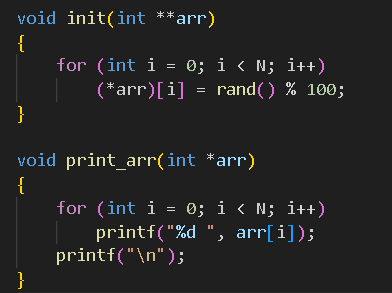 void init(int **arr)
{
    for (int i = 0; i < N; i++)
        (*arr)[i] = rand() % 100;
}

void print_arr(int *arr)
{
    for (int i = 0; i < N; i++)
        printf("%d ", arr[i]);
    printf("\n");
}